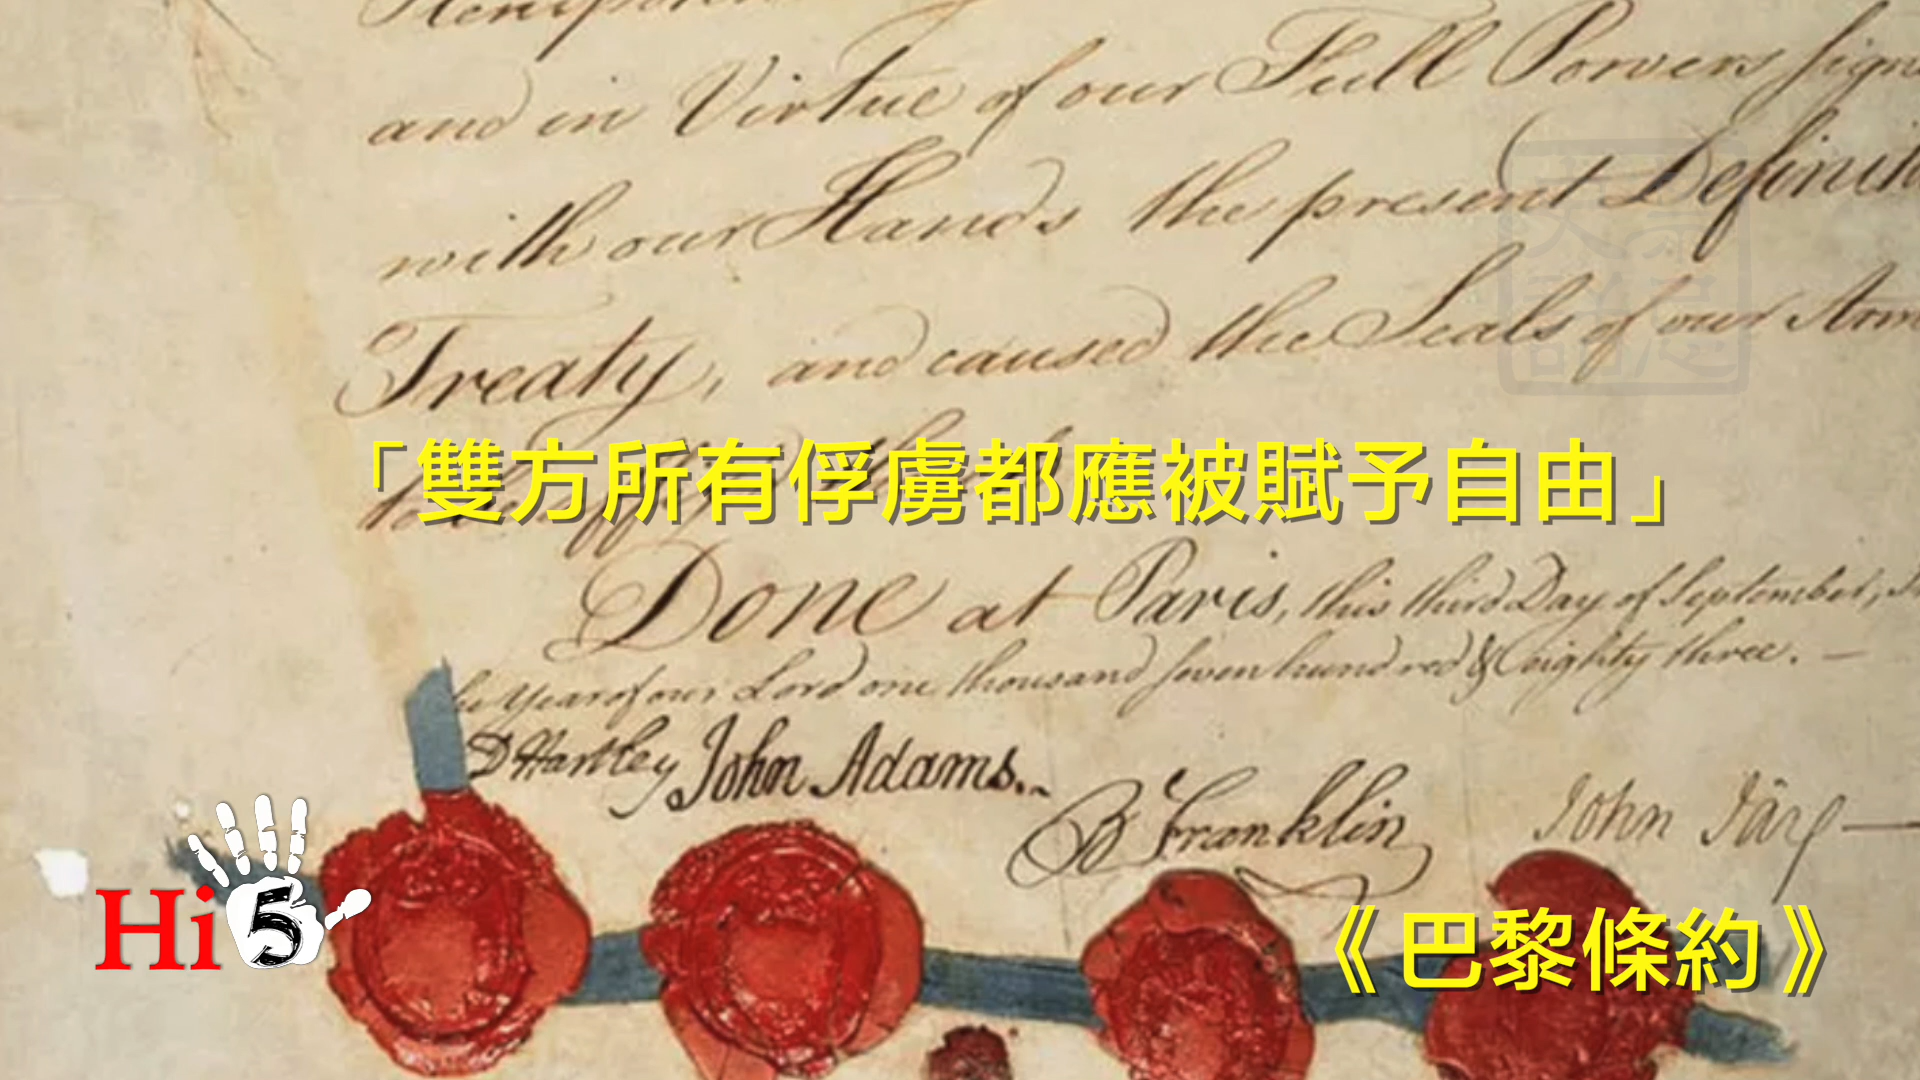 and in Virtue of our Full Powers sign
with our Hands the present Definit
Treaty, and caused the Seals of our Arm
「雙方所有俘虜都應被賦予自由」
Done at Paris, this third Day of September,
Year of our Lord one thousand seven hundred & eighty three. —
D Hartley John Adams.
B Franklin John Jay
Hi 5
《巴黎條約》